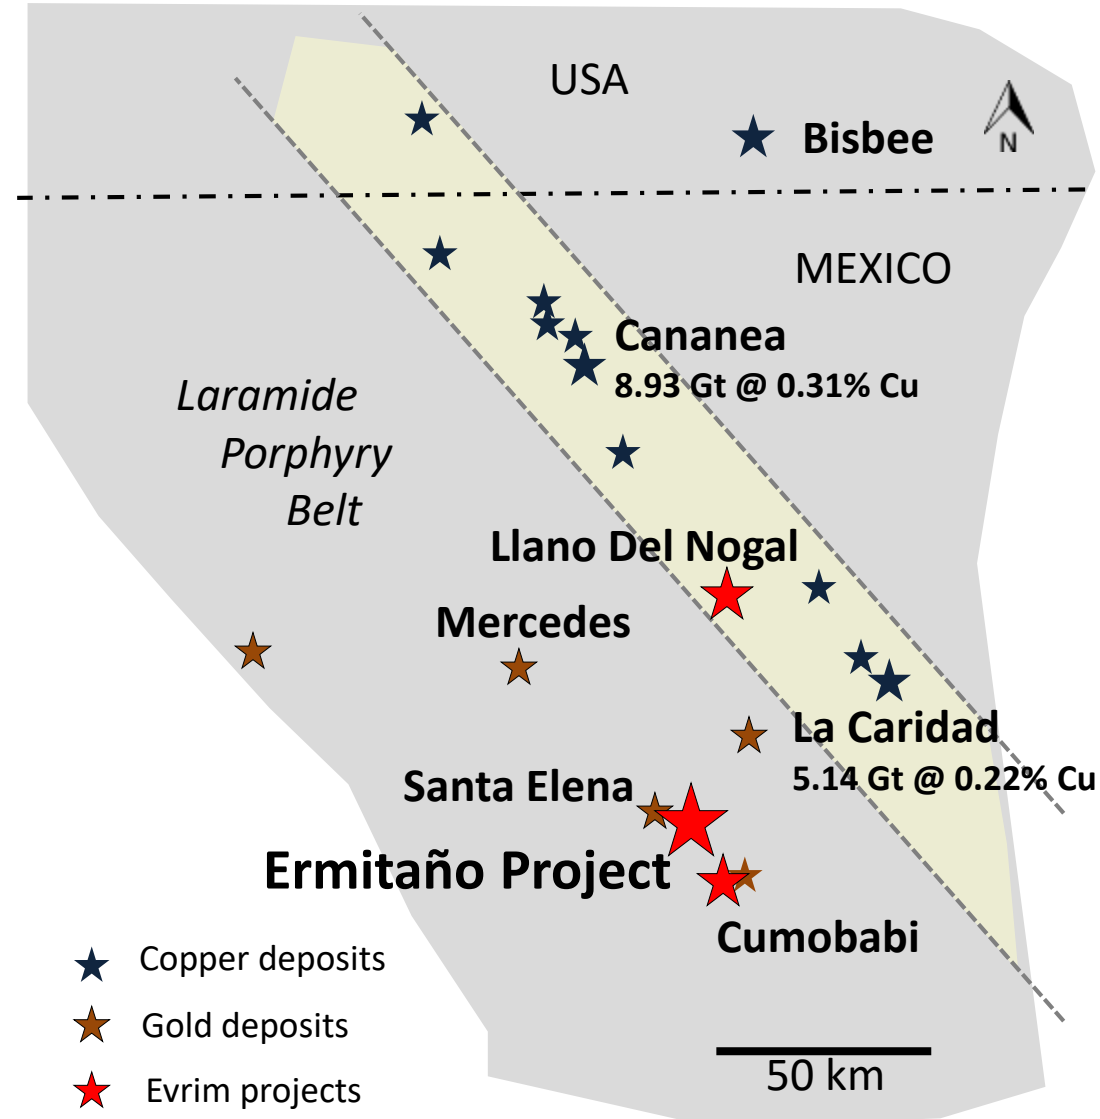 USA
Bisbee
N
MEXICO
Cananea
8.93 Gt @ 0.31% Cu
Laramide
Porphyry
Belt
Llano Del Nogal
Mercedes
La Caridad
5.14 Gt @ 0.22% Cu
Santa Elena
Ermitaño Project
Cumobabi
Copper deposits
Gold deposits
Evrim projects
50 km